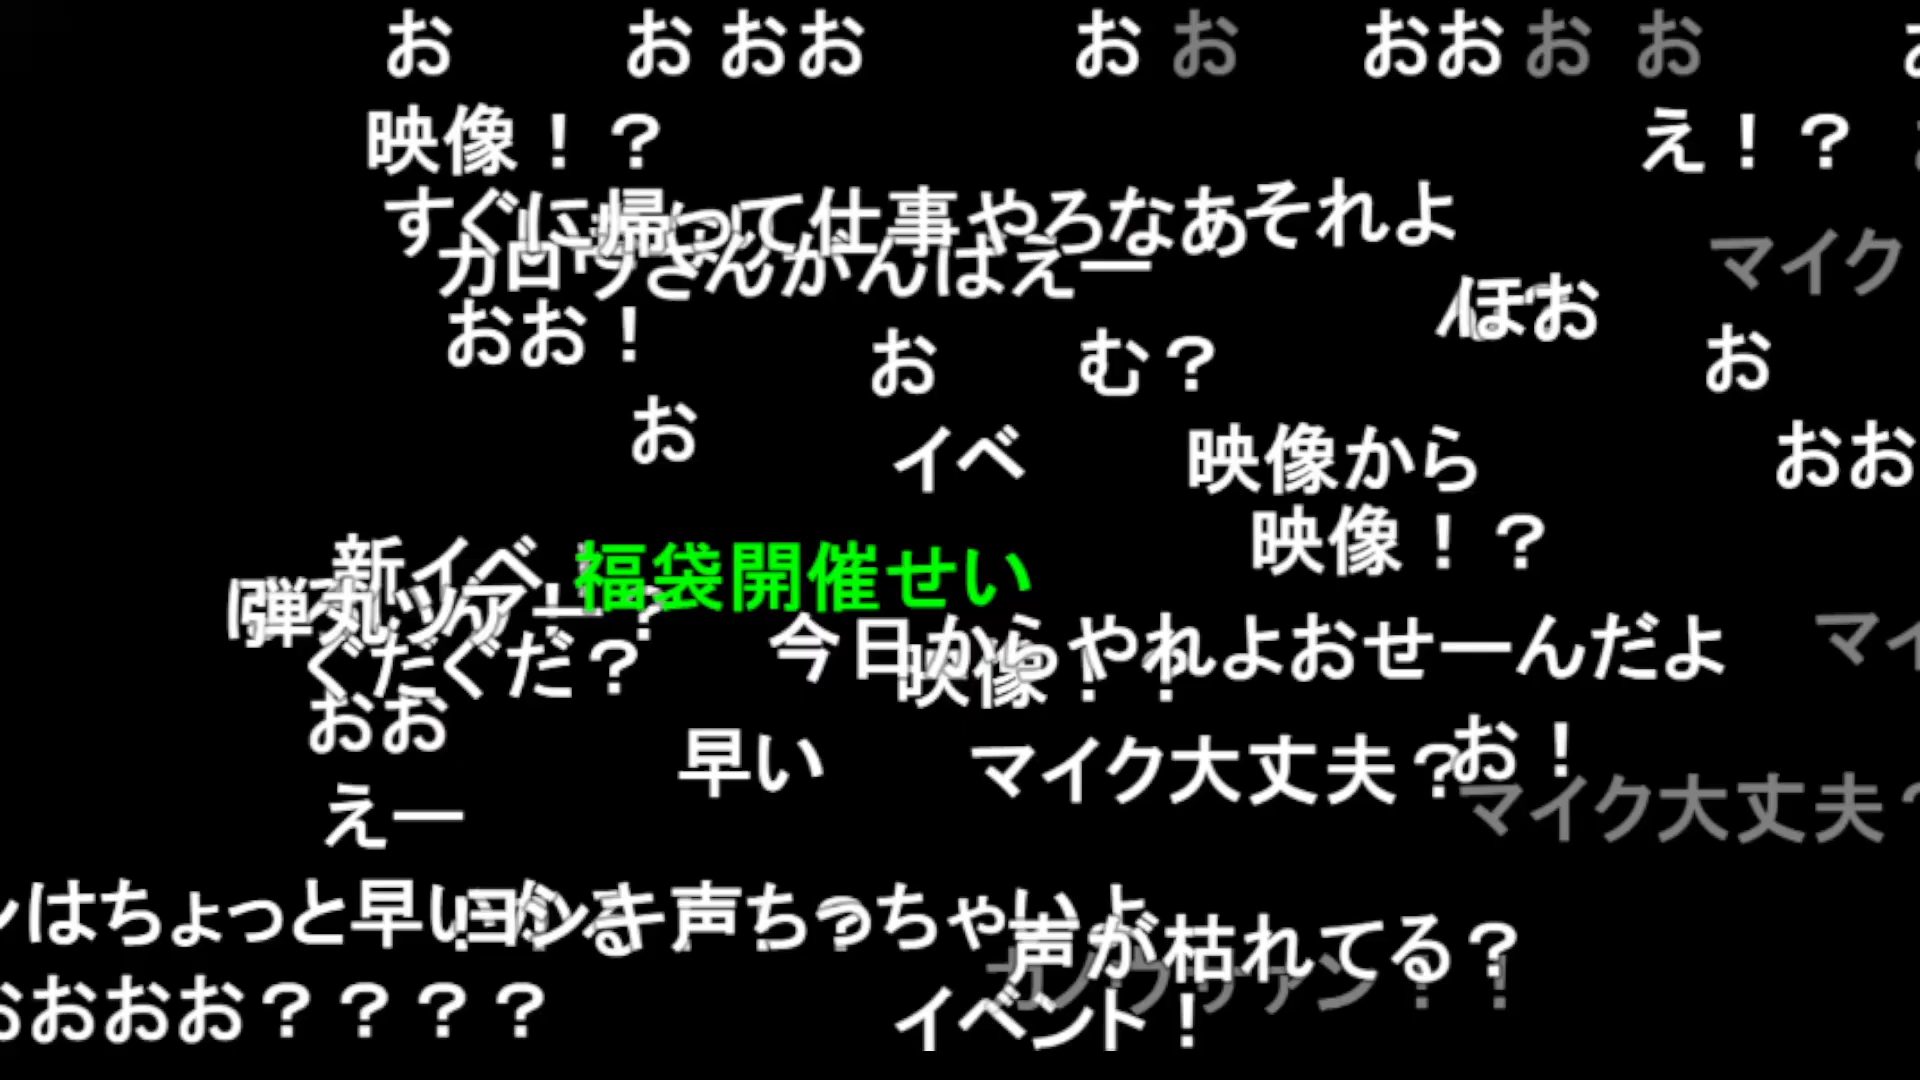 お お おお お お おお お お
映像！？ え！？
すぐに帰って仕事やろなあそれよ
カロウさんがんばえー マイク
おお！ お む？ ほお お
お イベ 映像から おお
新イベ 福袋開催せい 映像！？
弾丸ツアー ？
ぐだぐだ？ 今日からやれよおせーんだよ マイ
映像！？
おお 早い マイク大丈夫？ お！
えー マイク大丈夫？
ンはちょっと早い 声ちっちゃいよ
声が枯れてる？
おおおお？？？？ イベント！